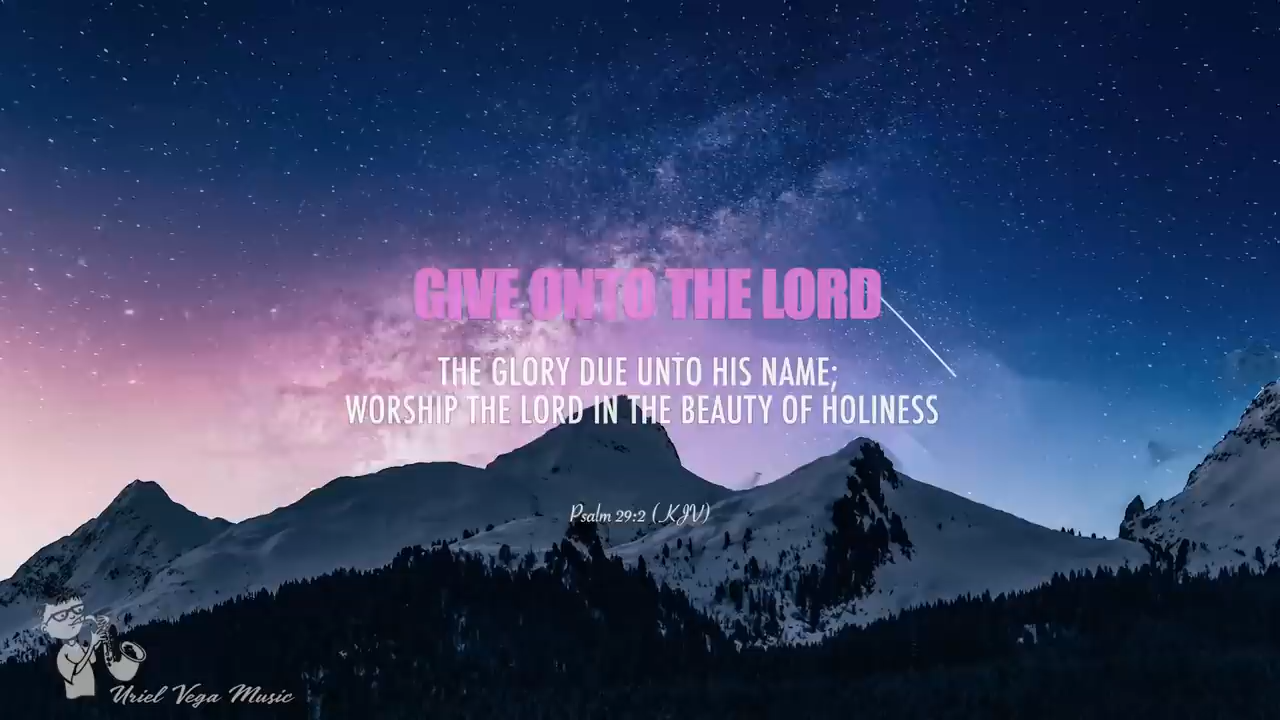 GIVE ONTO THE LORD
THE GLORY DUE UNTO HIS NAME;
WORSHIP THE LORD IN THE BEAUTY OF HOLINESS
Psalm 29:2 (KJV)
Uriel Vega Music